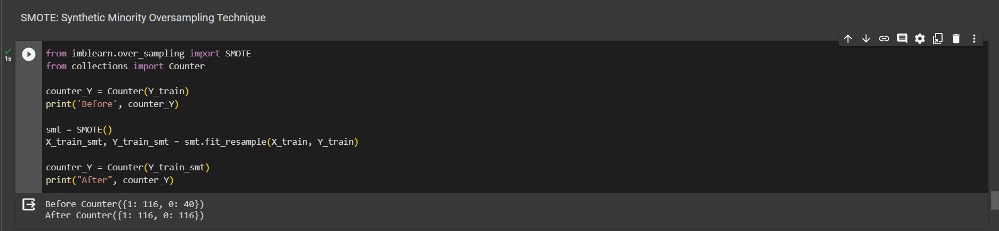 SMOTE: Synthetic Minority Oversampling Technique
1s
from imblearn.over_sampling import SMOTE
from collections import Counter
counter_Y = Counter(Y_train)
print('Before', counter_Y)
smt = SMOTE()
X_train_smt, Y_train_smt = smt.fit_resample(X_train, Y_train)
counter_Y = Counter(Y_train_smt)
print("After", counter_Y)
Before Counter({1: 116, 0: 40})
After Counter({1: 116, 0: 116})